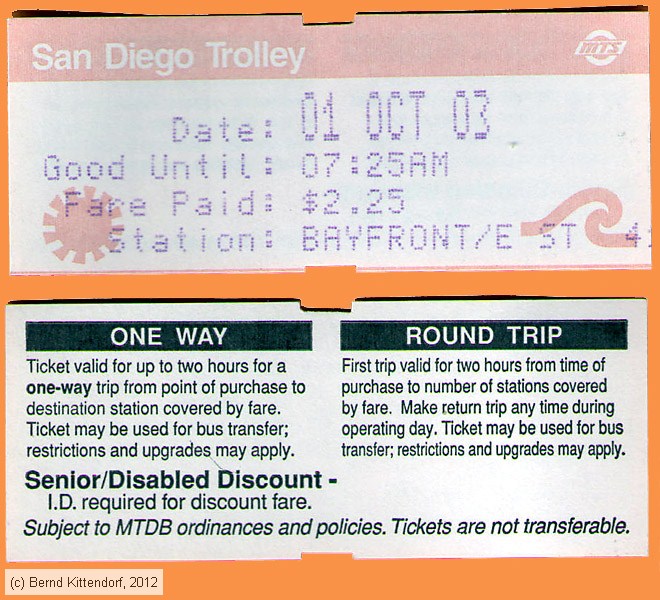 San Diego Trolley
MTS
Date: 01 OCT 03
Good Until: 07:25AM
Fare Paid: $2.25
Station: BAYFRONT/E ST
ONE WAY
Ticket valid for up to two hours for a
one-way trip from point of purchase to
destination station covered by fare.
Ticket may be used for bus transfer;
restrictions and upgrades may apply.
ROUND TRIP
First trip valid for two hours from time of
purchase to number of stations covered
by fare. Make return trip any time during
operating day. Ticket may be used for bus
transfer; restrictions and upgrades may apply.
Senior/Disabled Discount -
I.D. required for discount fare.
Subject to MTDB ordinances and policies. Tickets are not transferable.
(c) Bernd Kittendorf, 2012